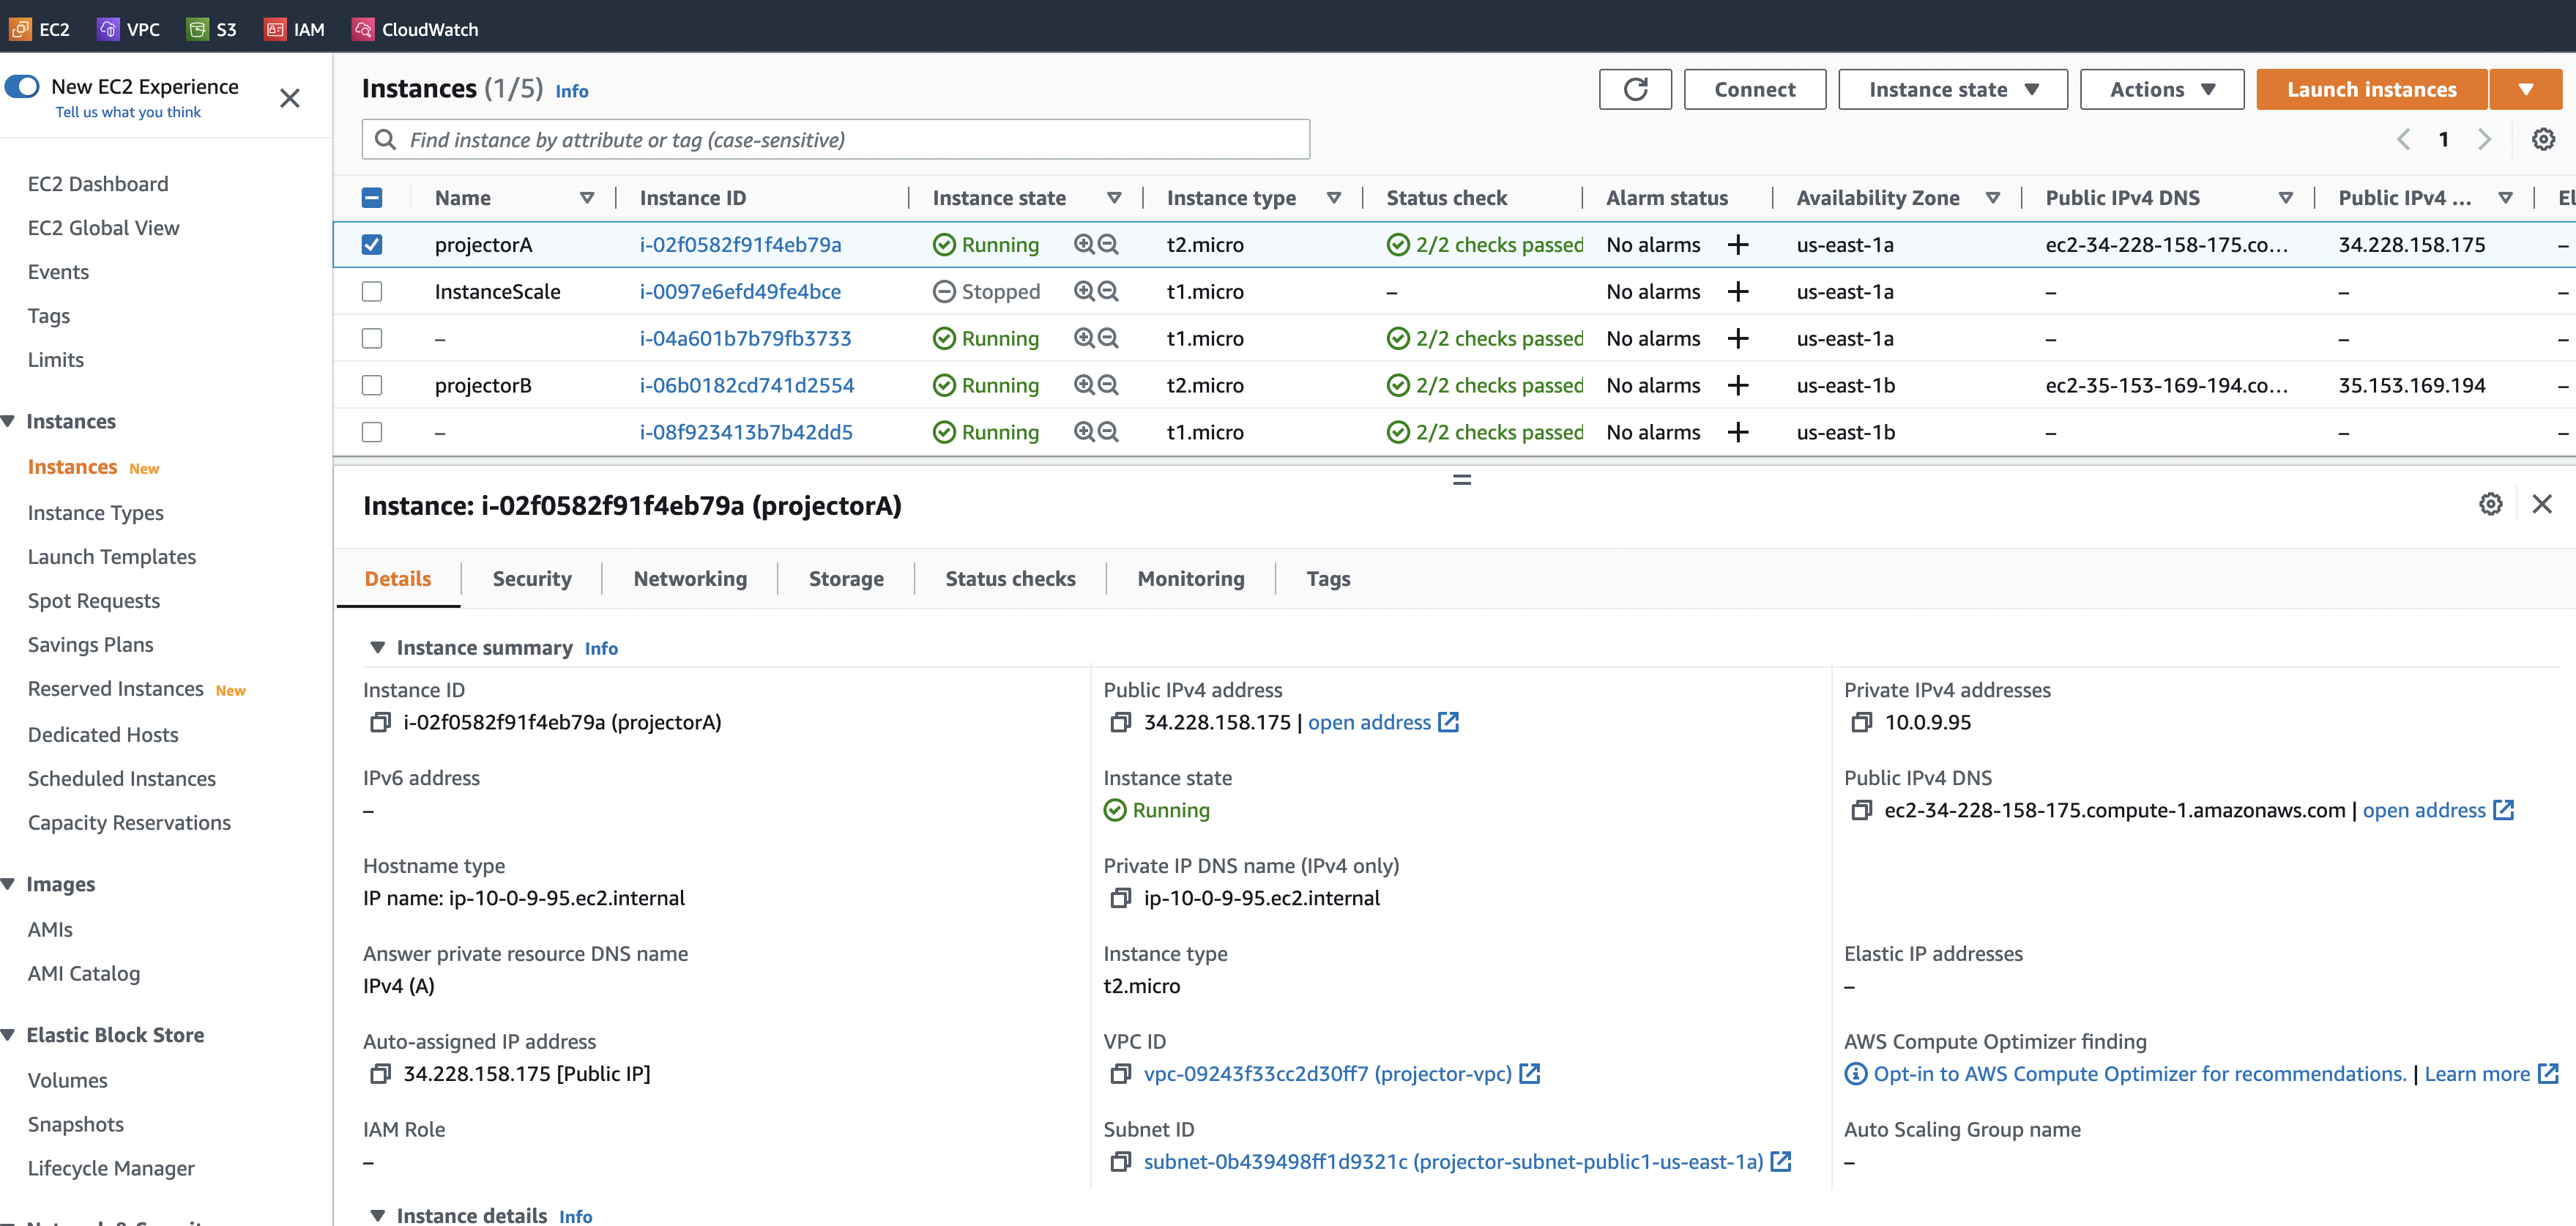 EC2 VPC S3 IAM CloudWatch
New EC2 Experience
Tell us what you think
EC2 Dashboard
EC2 Global View
Events
Tags
Limits
Instances
Instances New
Instance Types
Launch Templates
Spot Requests
Savings Plans
Reserved Instances New
Dedicated Hosts
Scheduled Instances
Capacity Reservations
Images
AMIs
AMI Catalog
Elastic Block Store
Volumes
Snapshots
Lifecycle Manager
Instances (1/5) Info
Connect Instance state Actions Launch instances
Find instance by attribute or tag (case-sensitive)
1
Name Instance ID Instance state Instance type Status check Alarm status Availability Zone Public IPv4 DNS Public IPv4 ... El
projectorA i-02f0582f91f4eb79a Running t2.micro 2/2 checks passed No alarms + us-east-1a ec2-34-228-158-175.co... 34.228.158.175 –
InstanceScale i-0097e6efd49fe4bce Stopped t1.micro – No alarms + us-east-1a – – –
– i-04a601b7b79fb3733 Running t1.micro 2/2 checks passed No alarms + us-east-1a – – –
projectorB i-06b0182cd741d2554 Running t2.micro 2/2 checks passed No alarms + us-east-1b ec2-35-153-169-194.co... 35.153.169.194 –
– i-08f923413b7b42dd5 Running t1.micro 2/2 checks passed No alarms + us-east-1b – – –
Instance: i-02f0582f91f4eb79a (projectorA)
Details Security Networking Storage Status checks Monitoring Tags
Instance summary Info
Instance ID
i-02f0582f91f4eb79a (projectorA)
Public IPv4 address
34.228.158.175 | open address
Private IPv4 addresses
10.0.9.95
IPv6 address
–
Instance state
Running
Public IPv4 DNS
ec2-34-228-158-175.compute-1.amazonaws.com | open address
Hostname type
IP name: ip-10-0-9-95.ec2.internal
Private IP DNS name (IPv4 only)
ip-10-0-9-95.ec2.internal
Answer private resource DNS name
IPv4 (A)
Instance type
t2.micro
Elastic IP addresses
–
Auto-assigned IP address
34.228.158.175 [Public IP]
VPC ID
vpc-09243f33cc2d30ff7 (projector-vpc)
AWS Compute Optimizer finding
Opt-in to AWS Compute Optimizer for recommendations. | Learn more
IAM Role
–
Subnet ID
subnet-0b439498ff1d9321c (projector-subnet-public1-us-east-1a)
Auto Scaling Group name
–
Instance details Info